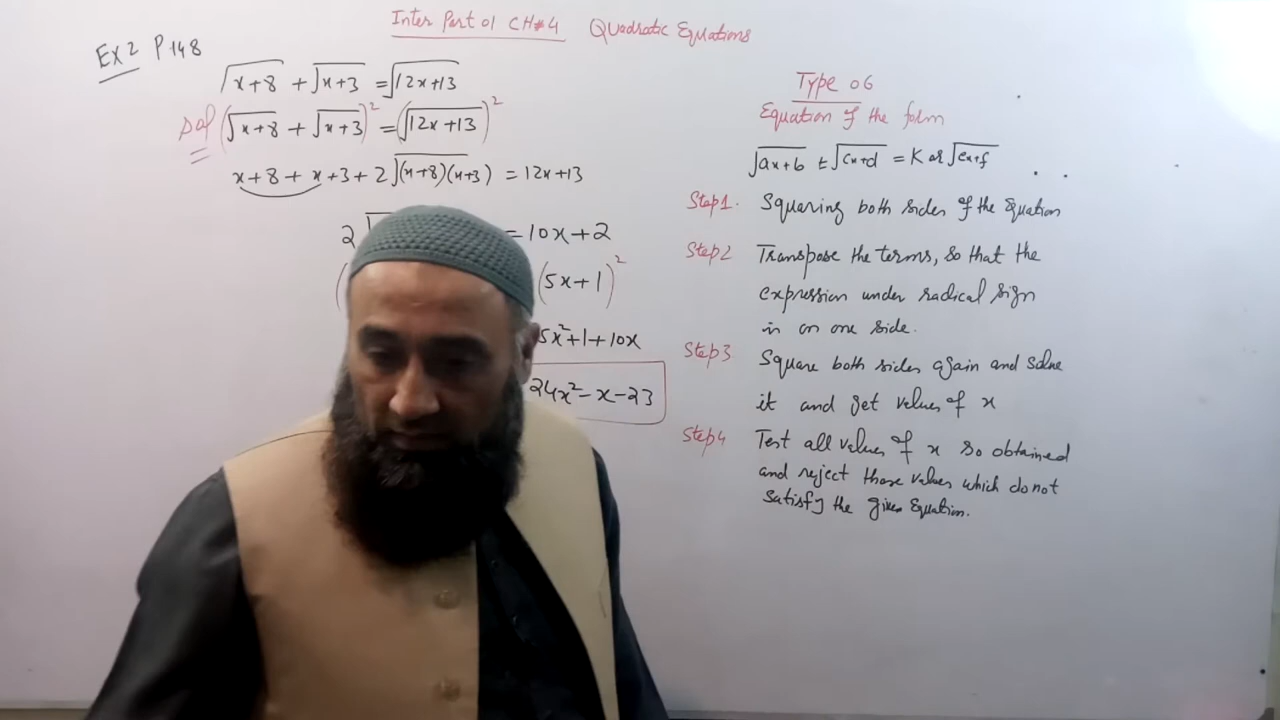 Inter Part 01 CH#4 Quadratic Equations
Ex2 P148
√x+8 + √x+3 = √12x+13
Sol (√x+8 + √x+3)² = (√12x+13)²
x+8+x+3+2√(x+8)(x+3) = 12x+13
2√ = 10x+2
( (5x+1)²
5x²+1+10x
24x²-x-23
Type 06
Equation of the form
√ax+b ± √cx+d = K or √ex+f
Step1. Squaring both sides of the Equation
Step2 Transpose the terms, so that the
expression under radical sign
is on one side.
Step3 Square both sides again and solve
it and get values of x
Step4 Test all values of x so obtained
and reject those values which do not
satisfy the given Equation.